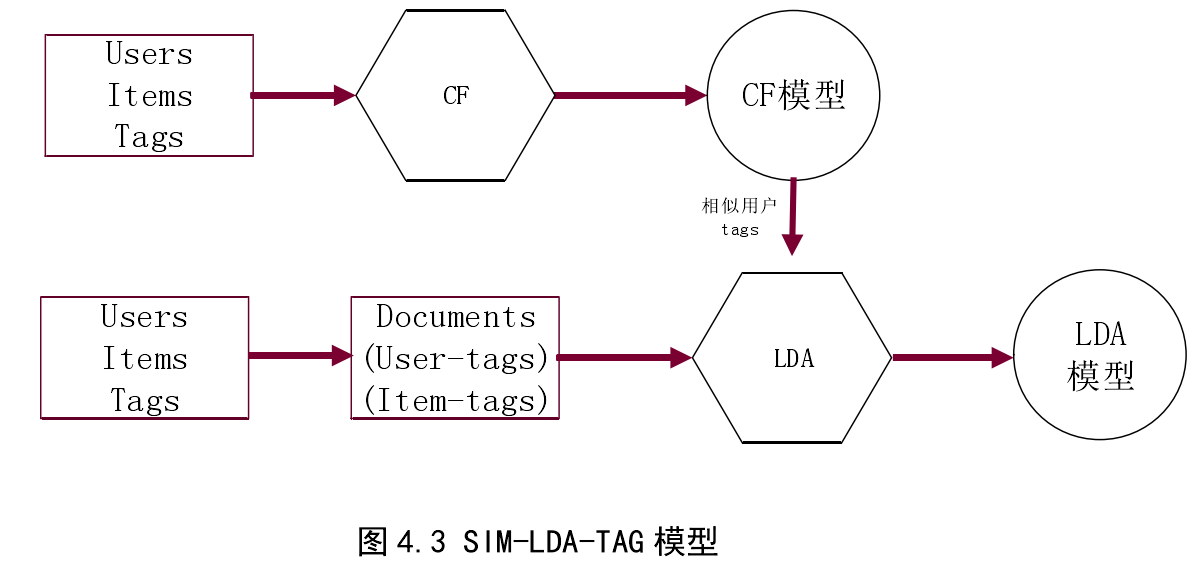 Users
Items
Tags
CF
CF模型
相似用户
tags
Users
Items
Tags
Documents
(User-tags)
(Item-tags)
LDA
LDA
模型
图 4.3 SIM-LDA-TAG 模型